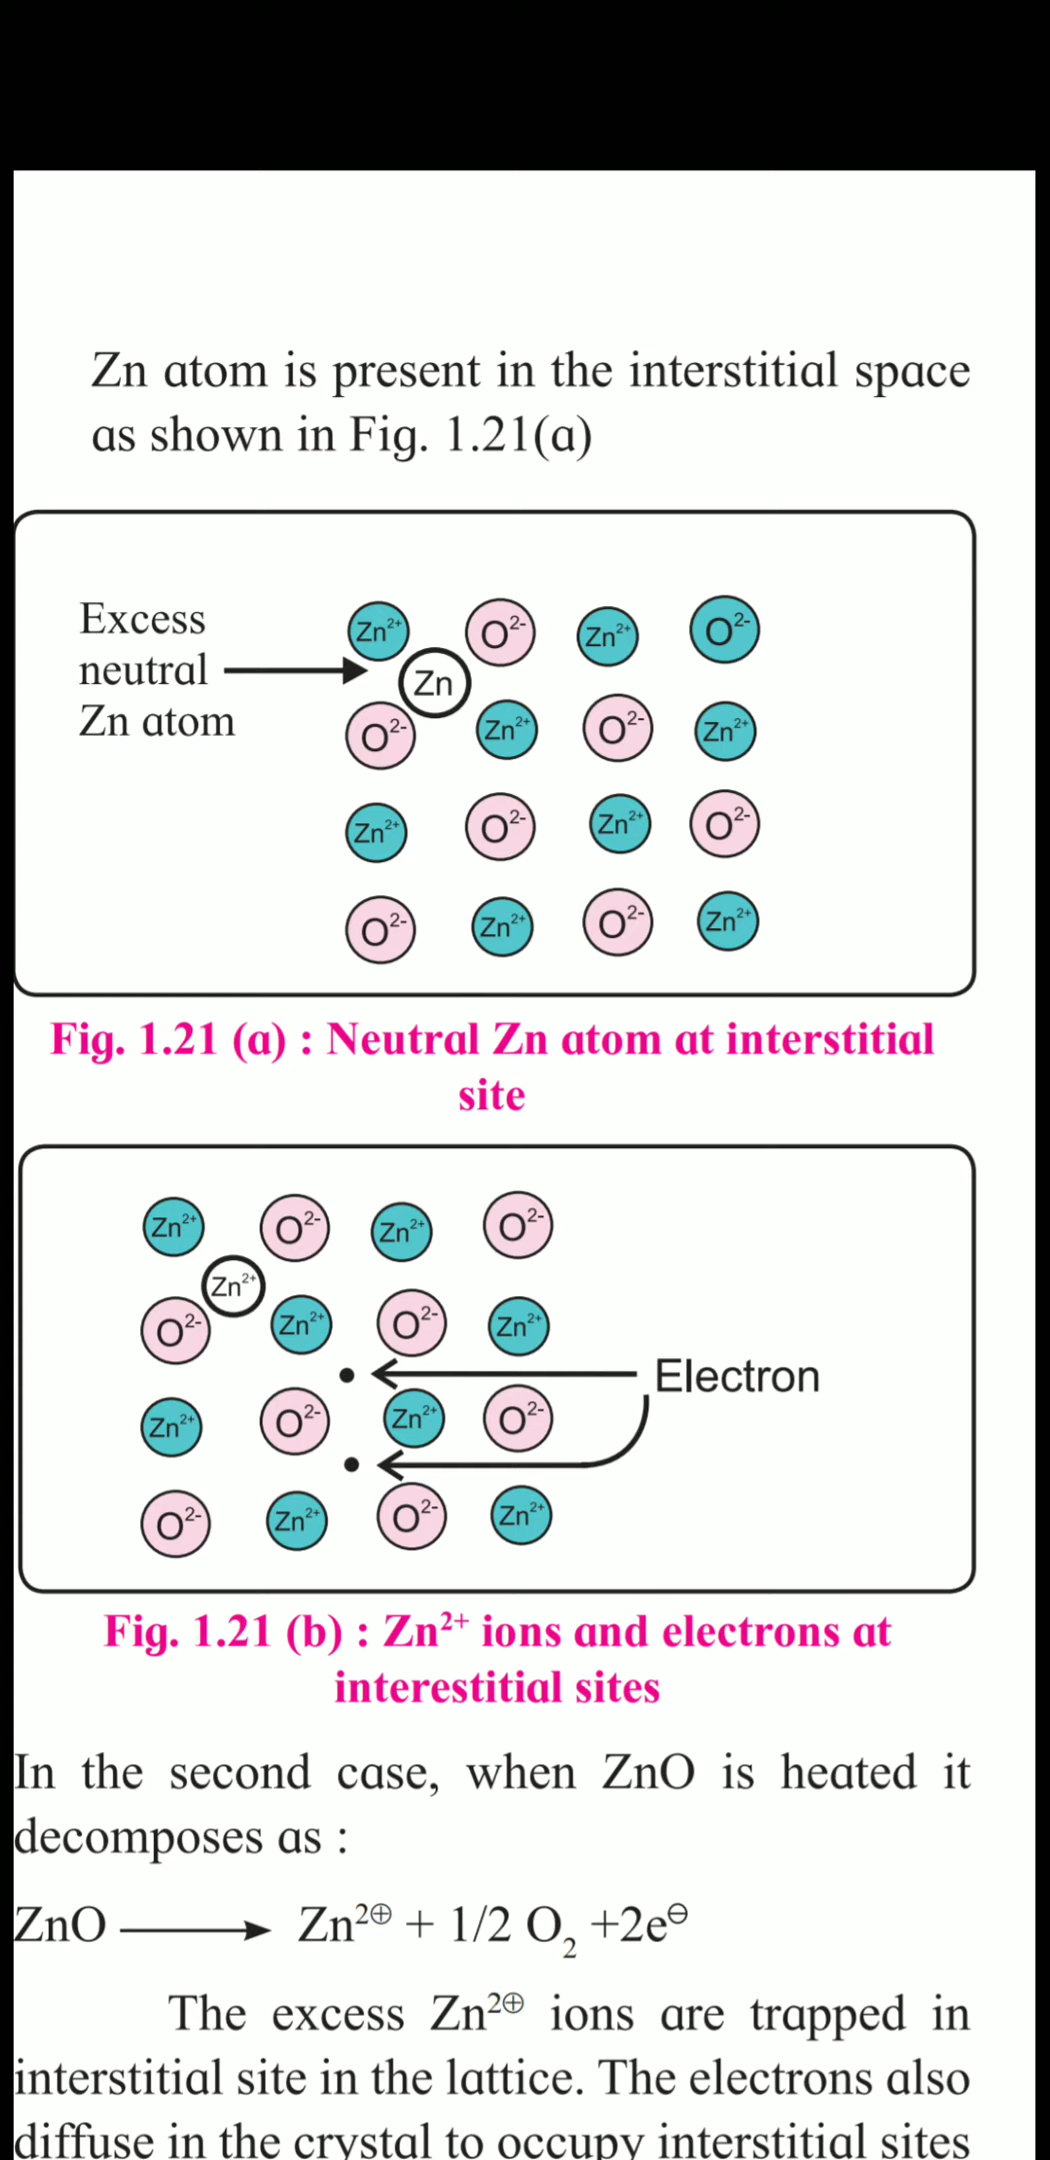 Zn atom is present in the interstitial space
as shown in Fig. 1.21(a)
Excess
neutral
Zn atom
Zn²⁺ O²⁻ Zn²⁺ O²⁻
Zn
O²⁻ Zn²⁺ O²⁻ Zn²⁺
Zn²⁺ O²⁻ Zn²⁺ O²⁻
O²⁻ Zn²⁺ O²⁻ Zn²⁺
Fig. 1.21 (a) : Neutral Zn atom at interstitial
site
Zn²⁺ O²⁻ Zn²⁺ O²⁻
Zn²⁺
O²⁻ Zn²⁺ O²⁻ Zn²⁺
Electron
Zn²⁺ O²⁻ Zn²⁺ O²⁻
O²⁻ Zn²⁺ O²⁻ Zn²⁺
Fig. 1.21 (b) : Zn²⁺ ions and electrons at
interestitial sites
In the second case, when ZnO is heated it
decomposes as :
ZnO ⟶ Zn2⊕ + 1/2 O₂ +2e⊖
The excess Zn2⊕ ions are trapped in
interstitial site in the lattice. The electrons also
diffuse in the crystal to occupy interstitial sites